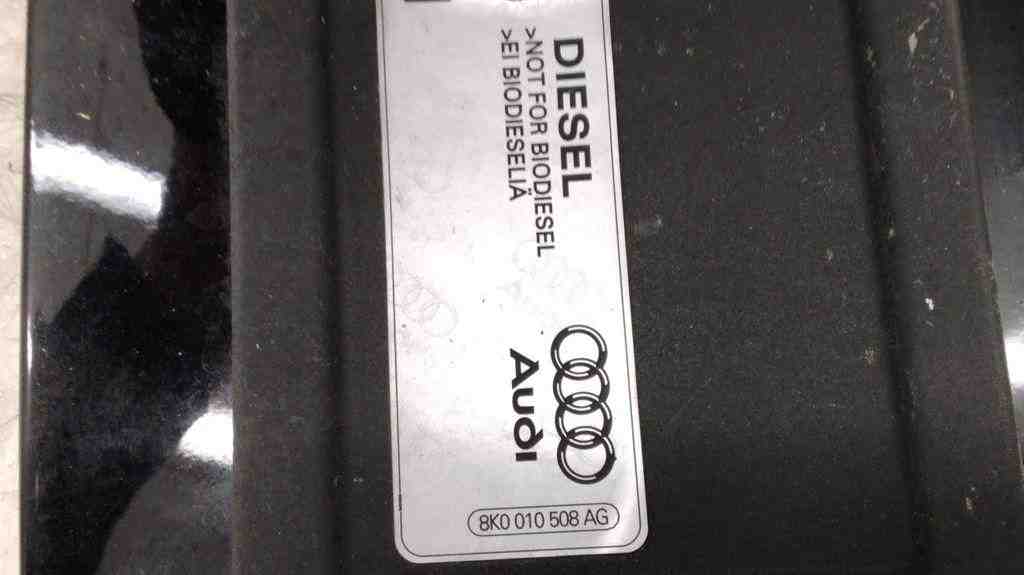 DIESEL
>NOT FOR BIODIESEL
>EI BIODIESELIÄ
Audi
8K0 010 508 AG